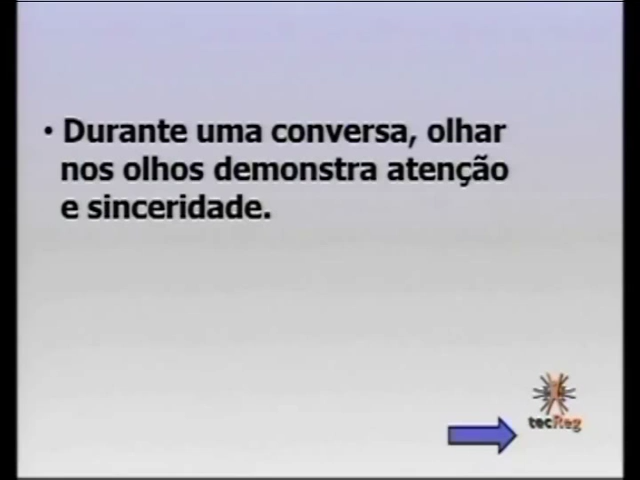 • Durante uma conversa, olhar
nos olhos demonstra atenção
e sinceridade.
tecReg